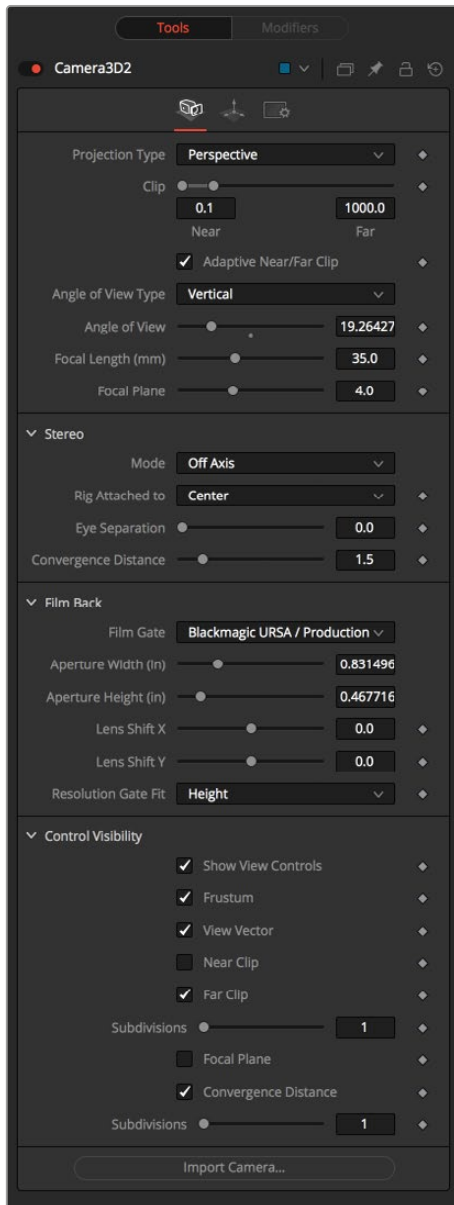 Tools Modifiers
Camera3D2
Projection Type Perspective
Clip
0.1 1000.0
Near Far
Adaptive Near/Far Clip
Angle of View Type Vertical
Angle of View 19.26427
Focal Length (mm) 35.0
Focal Plane 4.0
Stereo
Mode Off Axis
Rig Attached to Center
Eye Separation 0.0
Convergence Distance 1.5
Film Back
Film Gate Blackmagic URSA / Production
Aperture Width (in) 0.831496
Aperture Height (in) 0.467716
Lens Shift X 0.0
Lens Shift Y 0.0
Resolution Gate Fit Height
Control Visibility
Show View Controls
Frustum
View Vector
Near Clip
Far Clip
Subdivisions 1
Focal Plane
Convergence Distance
Subdivisions 1
Import Camera...